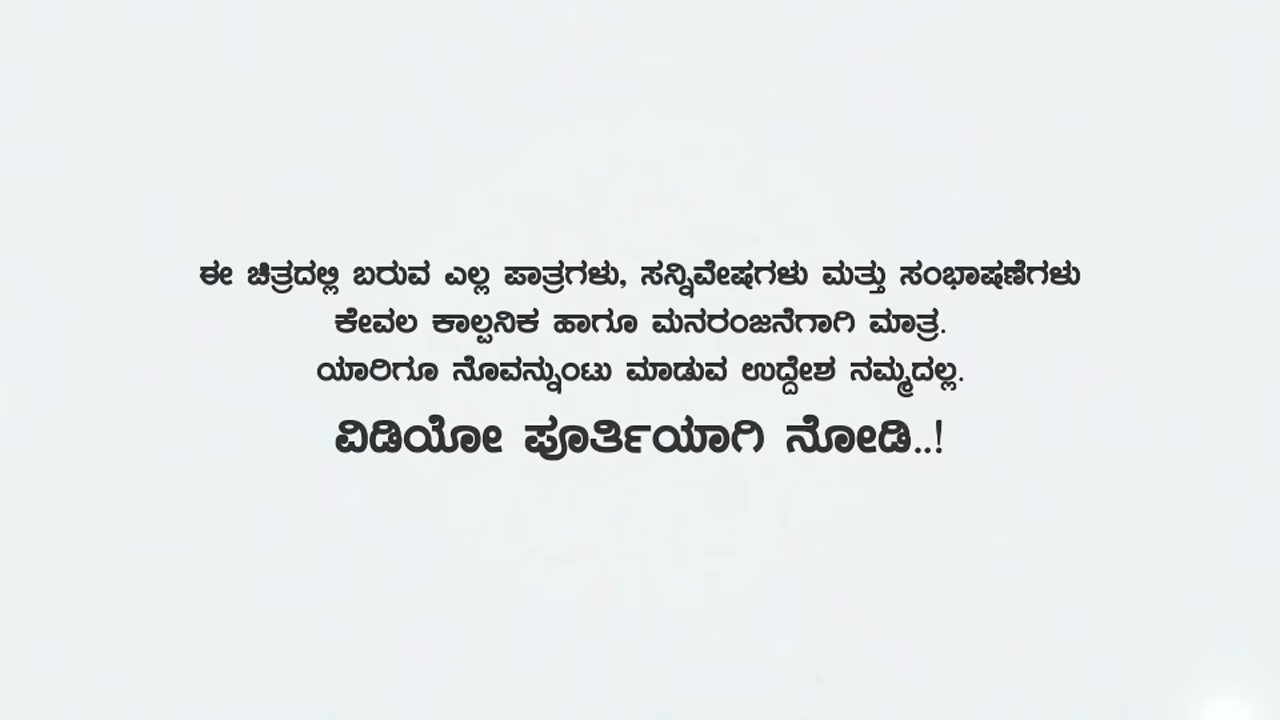 ಈ ಚಿತ್ರದಲ್ಲಿ ಬರುವ ಎಲ್ಲ ಪಾತ್ರಗಳು, ಸನ್ನಿವೇಷಗಳು ಮತ್ತು ಸಂಭಾಷಣೆಗಳು
ಕೇವಲ ಕಾಲ್ಪನಿಕ ಹಾಗೂ ಮನರಂಜನೆಗಾಗಿ ಮಾತ್ರ.
ಯಾರಿಗೂ ನೊವನ್ನುಂಟು ಮಾಡುವ ಉದ್ದೇಶ ನಮ್ಮದಲ್ಲ.
ವಿಡಿಯೋ ಪೂರ್ತಿಯಾಗಿ ನೋಡಿ..!